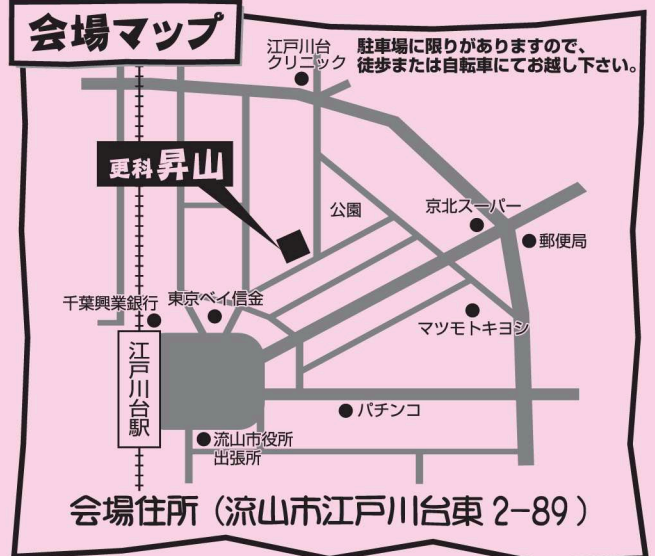 会場マップ
江戸川台
クリニック
駐車場に限りがありますので、
徒歩または自転車にてお越し下さい。
更科昇山
公園
京北スーパー
郵便局
千葉興業銀行
東京ベイ信金
マツモトキヨシ
江戸川台駅
パチンコ
流山市役所
出張所
会場住所（流山市江戸川台東2-89）